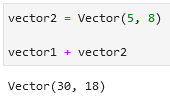 vector2 = Vector(5, 8)
vector1 + vector2
Vector(30, 18)